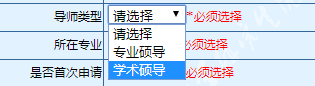 导师类型 请选择 *必须选择
请选择
所在专业 专业硕导 必须选择
学术硕导
是否首次申请 必须选择